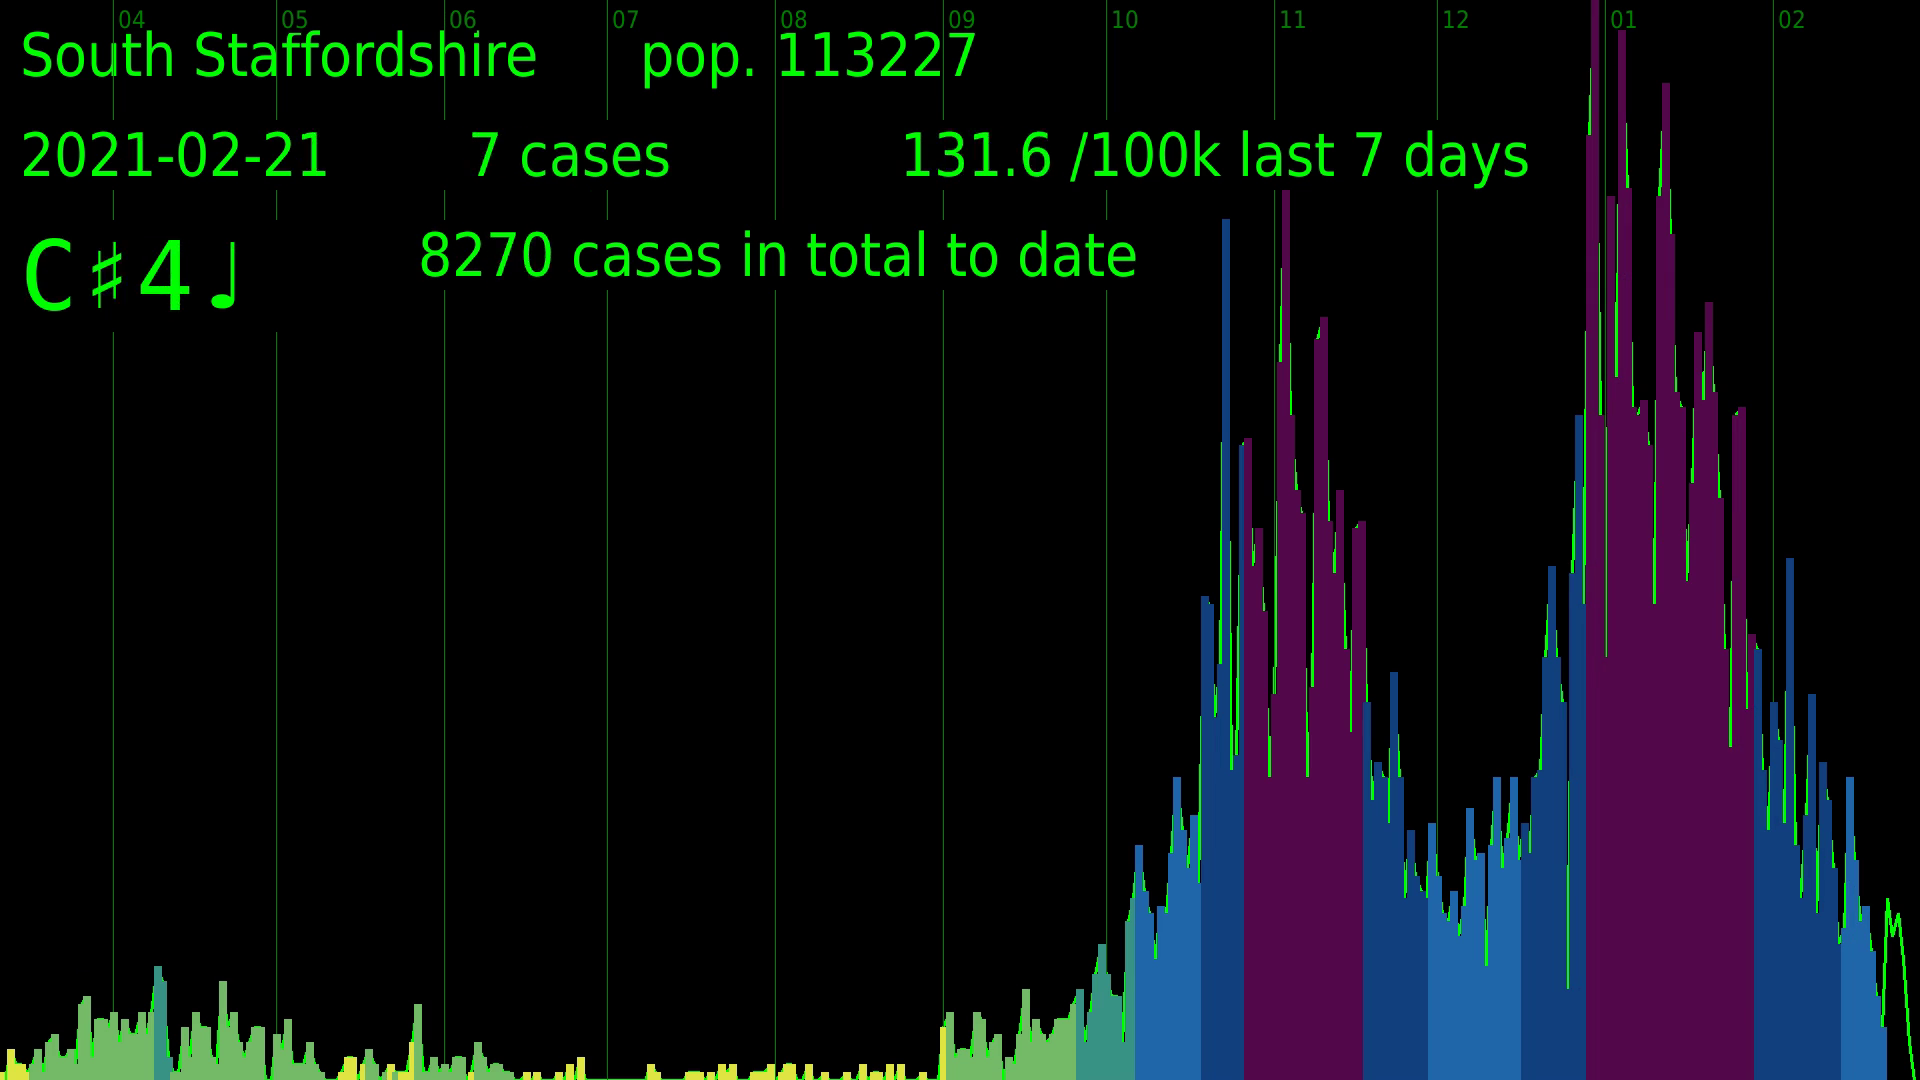 04 05 06 07 08 09 10 11 12 01 02
South Staffordshire pop. 113227
2021-02-21 7 cases 131.6 /100k last 7 days
C♯4♩ 8270 cases in total to date